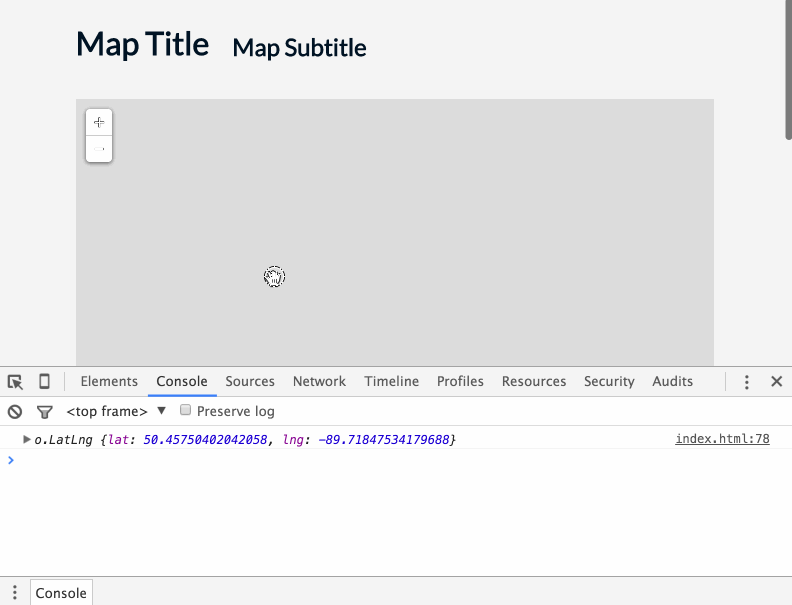 Map Title Map Subtitle
+
-
Elements Console Sources Network Timeline Profiles Resources Security Audits
<top frame> ▼ Preserve log
▶ o.LatLng {lat: 50.45750402042058, lng: -89.71847534179688} index.html:78
>
Console